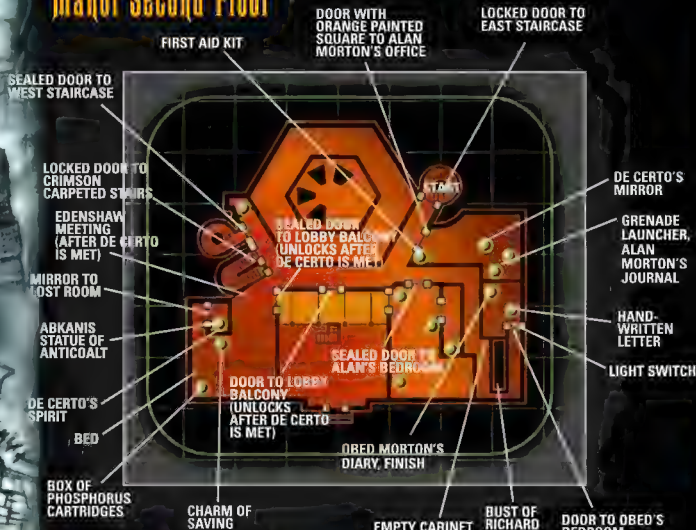 Manor Second Floor
FIRST AID KIT
DOOR WITH
ORANGE PAINTED
SQUARE TO ALAN
MORTON'S OFFICE
LOCKED DOOR TO
EAST STAIRCASE
SEALED DOOR TO
WEST STAIRCASE
LOCKED DOOR TO
CRIMSON
CARPETED STAIRS
EDENSHAW
MEETING
(AFTER DE CERTO
IS MET)
MIRROR TO
LOST ROOM
ABKANIS
STATUE OF
ANTICOALT
DE CERTO'S
SPIRIT
BED
BOX OF
PHOSPHORUS
CARTRIDGES
CHARM OF
SAVING
START
SEALED DOOR
TO LOBBY BALCONY
(UNLOCKS AFTER
DE CERTO IS MET)
SEALED DOOR TO
ALAN'S BEDROOM
DOOR TO LOBBY
BALCONY
(UNLOCKS
AFTER DE CERTO
IS MET)
OBED MORTON'S
DIARY, FINISH
DE CERTO'S
MIRROR
GRENADE
LAUNCHER,
ALAN
MORTON'S
JOURNAL
HAND-
WRITTEN
LETTER
LIGHT SWITCH
EMPTY CABINET
BUST OF
RICHARD
DOOR TO OBED'S
BEDROOM